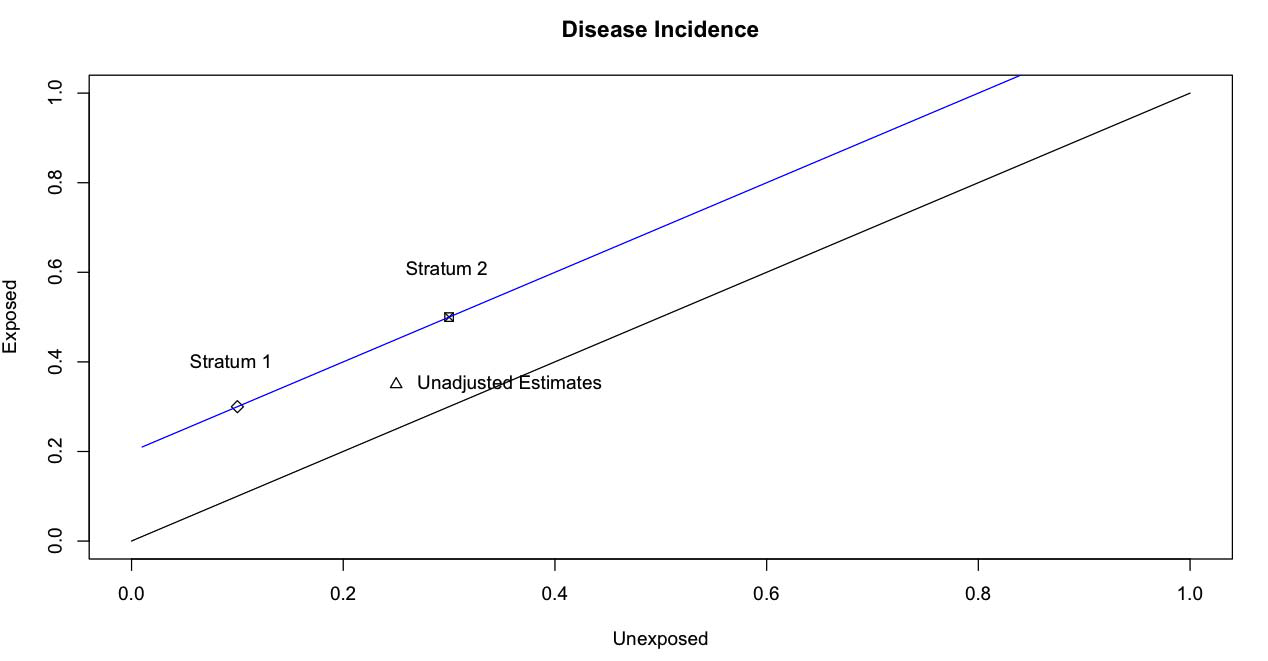 Disease Incidence
1.0
0.8
0.6
0.4
0.2
0.0
Exposed
Stratum 2
Stratum 1
Unadjusted Estimates
0.0 0.2 0.4 0.6 0.8 1.0
Unexposed